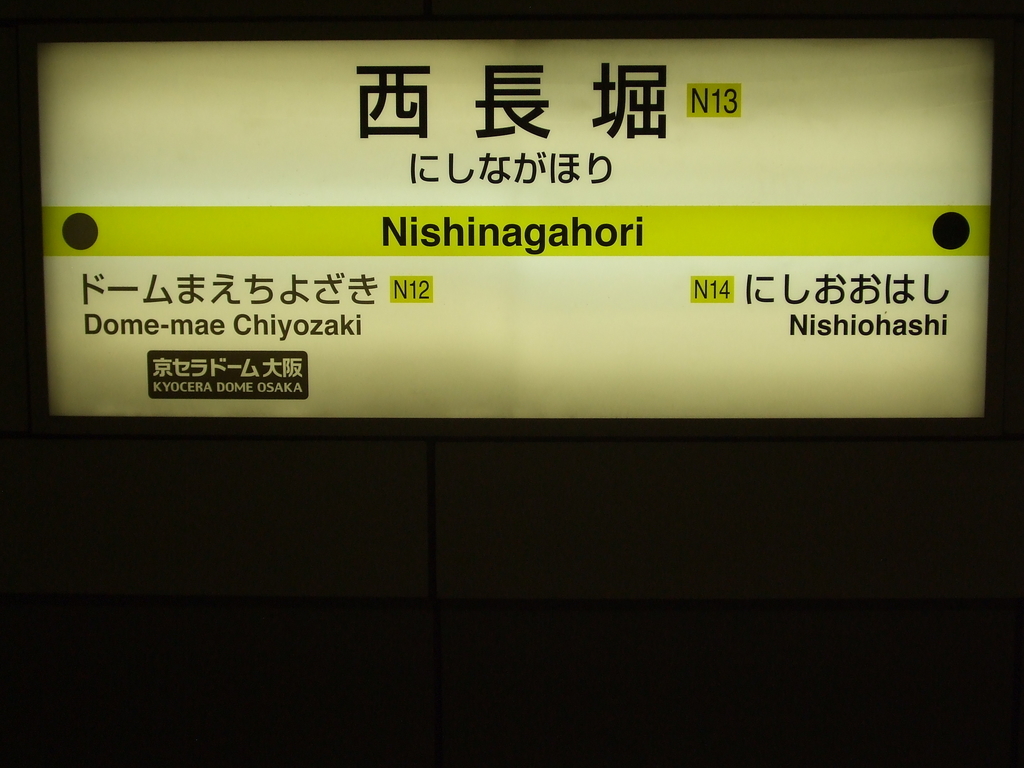 西長堀 N13
にしながほり
Nishinagahori
ドームまえちよざき N12
Dome-mae Chiyozaki
京セラドーム大阪
KYOCERA DOME OSAKA
N14 にしおおはし
Nishiohashi